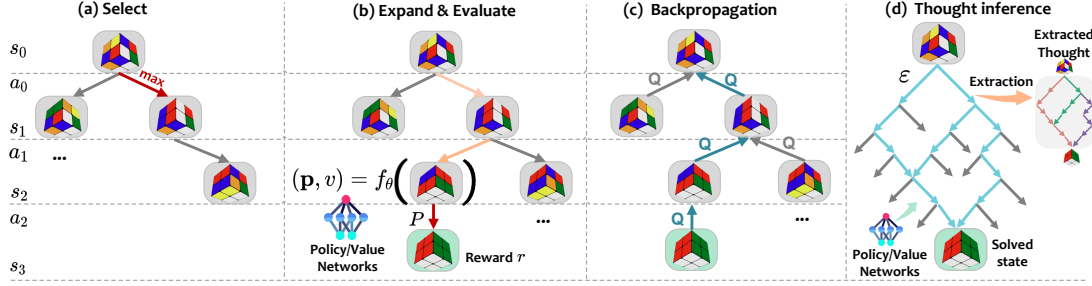 (a) Select
(b) Expand & Evaluate
(c) Backpropagation
(d) Thought inference
s₀
a₀
s₁
a₁
s₂
a₂
s₃
max
...
(p, v) = fθ( )
P
Policy/Value
Networks
Reward r
...
Q
Q
Q
Q
Q
...
ε
Extraction
Extracted
Thought
Policy/Value
Networks
Solved
state